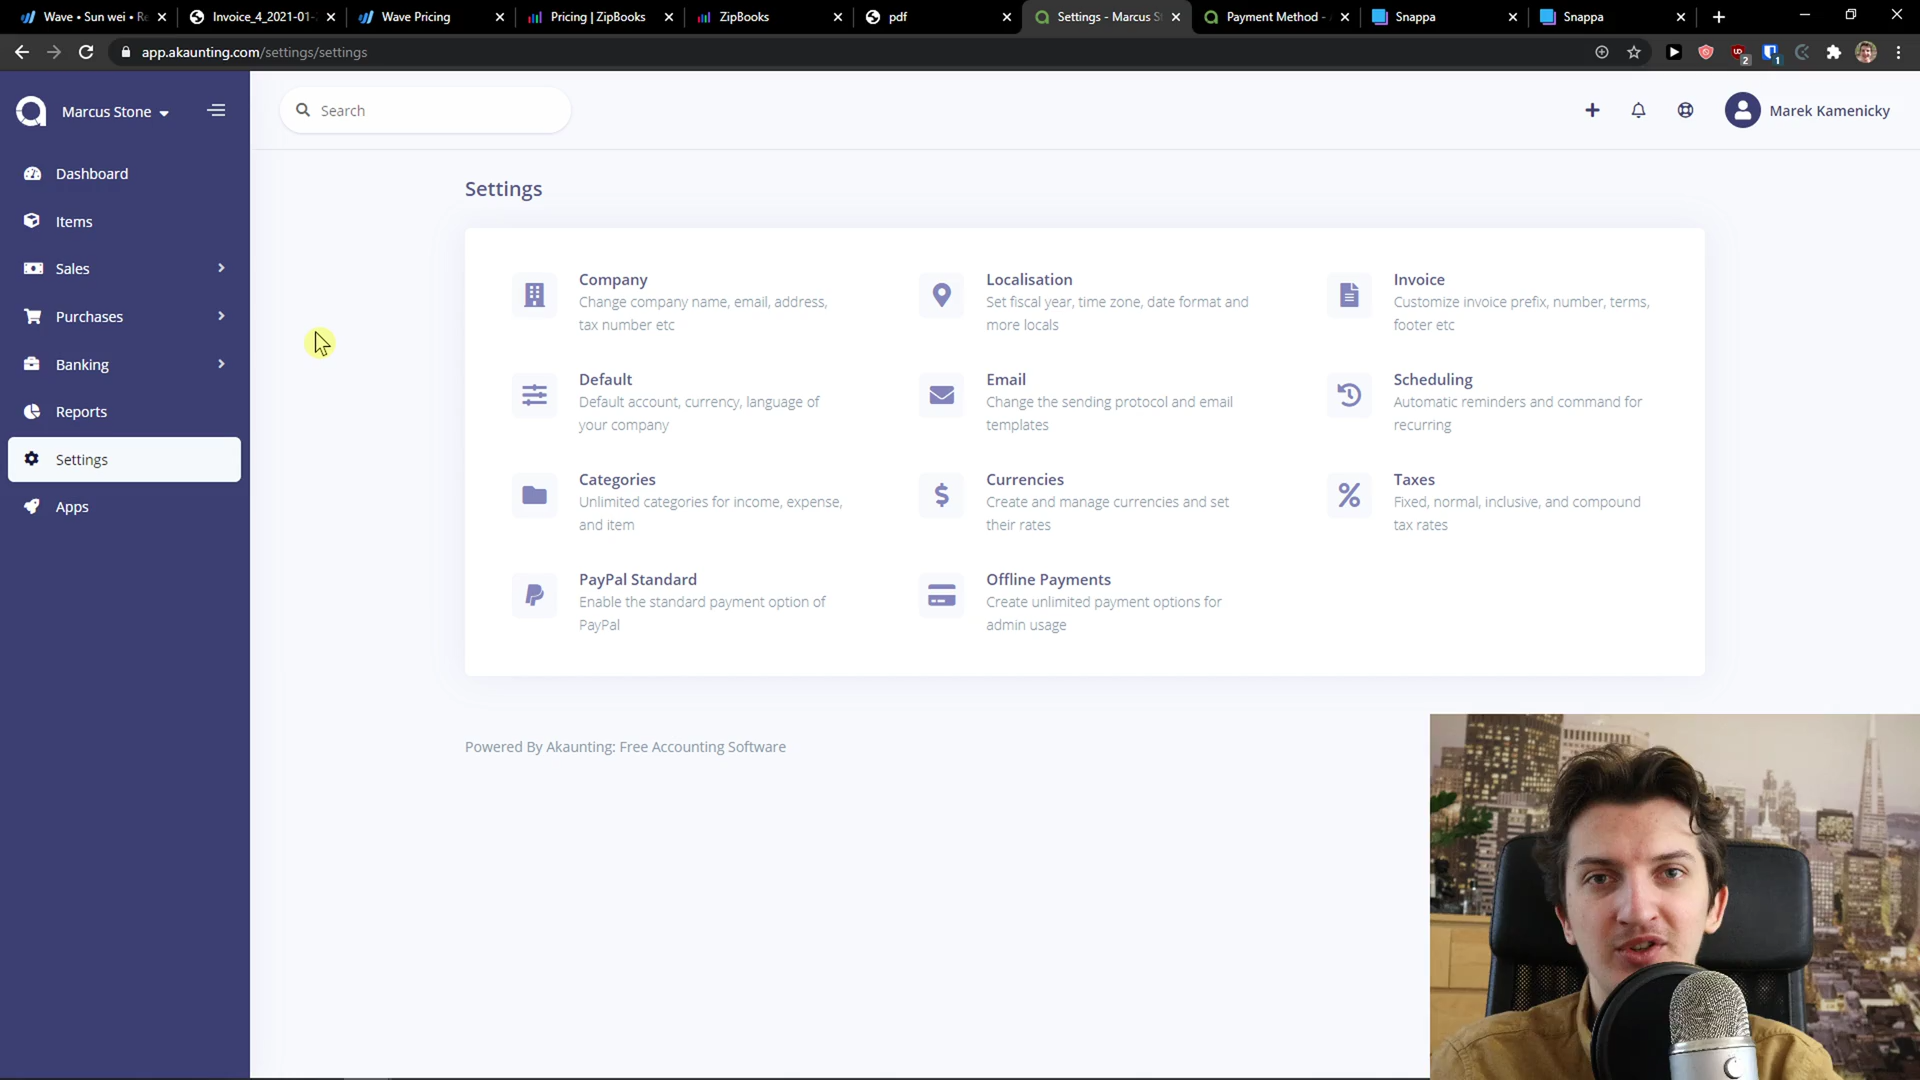 Wave • Sun wei • Re
Invoice_4_2021-01-
Wave Pricing
Pricing | ZipBooks
ZipBooks
pdf
Settings - Marcus S
Payment Method -
Snappa
Snappa
app.akaunting.com/settings/settings
2
1
Marcus Stone
Search
Marek Kamenicky
Dashboard
Items
Sales
Purchases
Banking
Reports
Settings
Apps
Settings
Company
Change company name, email, address,
tax number etc
Localisation
Set fiscal year, time zone, date format and
more locals
Invoice
Customize invoice prefix, number, terms,
footer etc
Default
Default account, currency, language of
your company
Email
Change the sending protocol and email
templates
Scheduling
Automatic reminders and command for
recurring
Categories
Unlimited categories for income, expense,
and item
Currencies
Create and manage currencies and set
their rates
Taxes
Fixed, normal, inclusive, and compound
tax rates
PayPal Standard
Enable the standard payment option of
PayPal
Offline Payments
Create unlimited payment options for
admin usage
Powered By Akaunting: Free Accounting Software